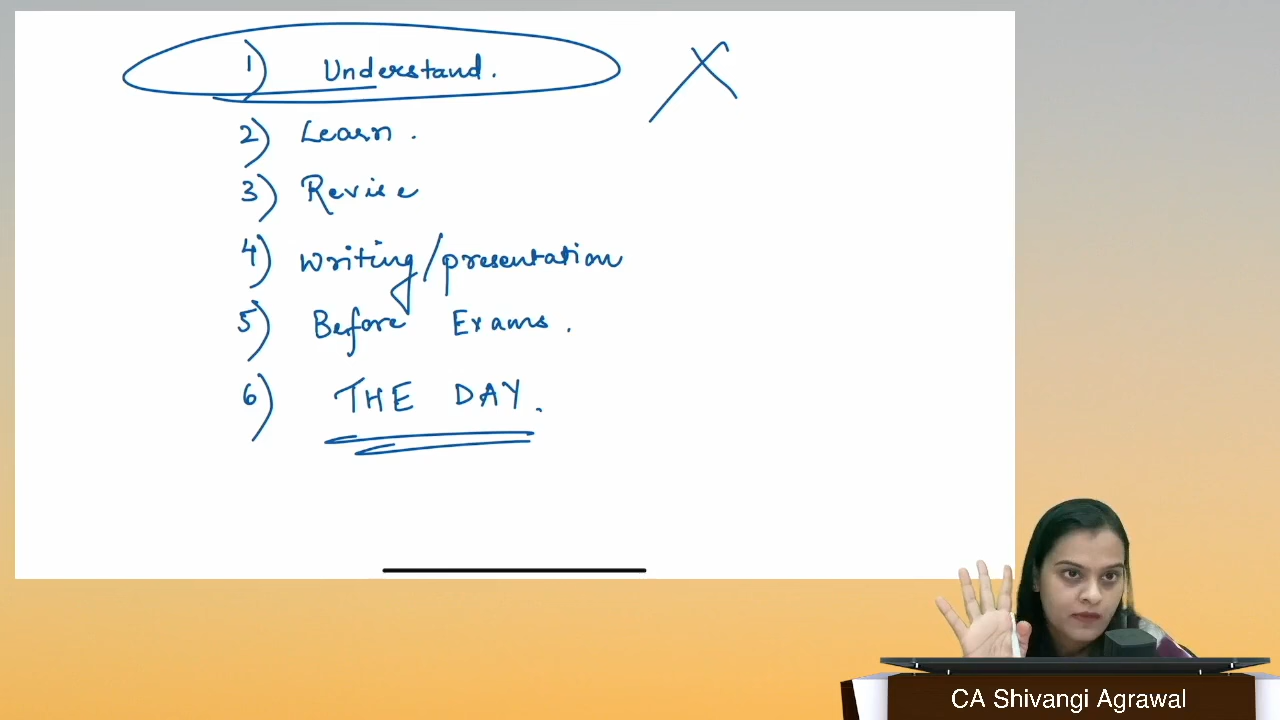 1) Understand.
2) Learn.
3) Revise
4) Writing/presentation
5) Before Exams.
6) THE DAY.
CA Shivangi Agrawal